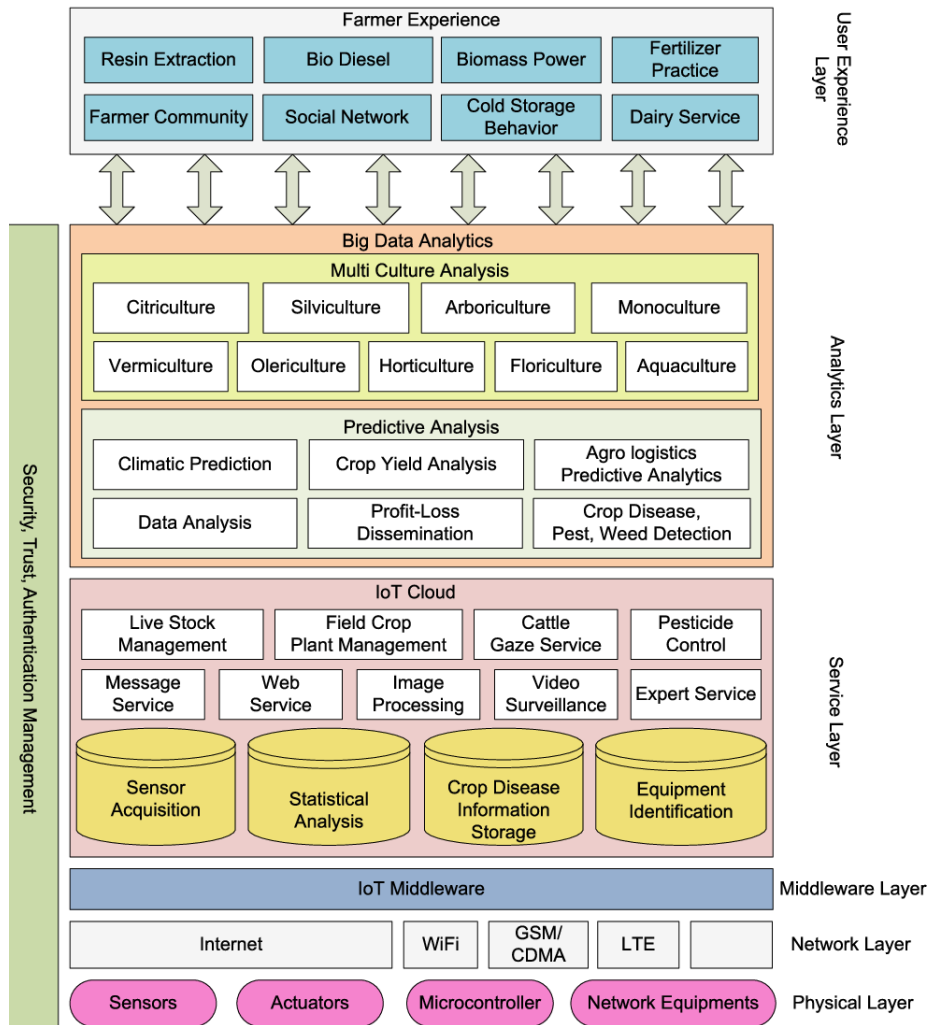 Farmer Experience
Resin Extraction
Bio Diesel
Biomass Power
Fertilizer
Practice
Farmer Community
Social Network
Cold Storage
Behavior
Dairy Service
User Experience
Layer
Big Data Analytics
Multi Culture Analysis
Citriculture
Silviculture
Arboriculture
Monoculture
Vermiculture
Olericulture
Horticulture
Floriculture
Aquaculture
Predictive Analysis
Climatic Prediction
Crop Yield Analysis
Agro logistics
Predictive Analytics
Data Analysis
Profit-Loss
Dissemination
Crop Disease,
Pest, Weed Detection
Analytics Layer
Security, Trust, Authentication Management
IoT Cloud
Live Stock
Management
Field Crop
Plant Management
Cattle
Gaze Service
Pesticide
Control
Message
Service
Web
Service
Image
Processing
Video
Surveillance
Expert Service
Sensor
Acquisition
Statistical
Analysis
Crop Disease
Information
Storage
Equipment
Identification
Service Layer
IoT Middleware
Middleware Layer
Internet
WiFi
GSM/
CDMA
LTE
Network Layer
Sensors
Actuators
Microcontroller
Network Equipments
Physical Layer